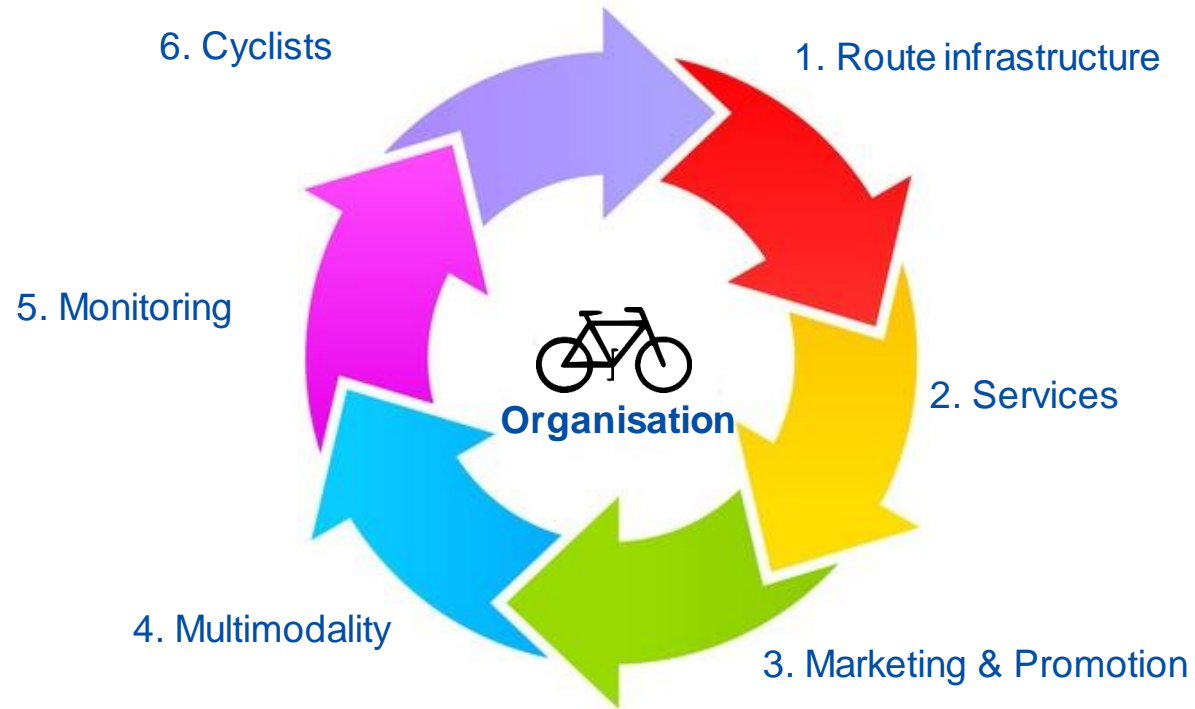 6. Cyclists
1. Route infrastructure
5. Monitoring
Organisation
2. Services
4. Multimodality
3. Marketing & Promotion